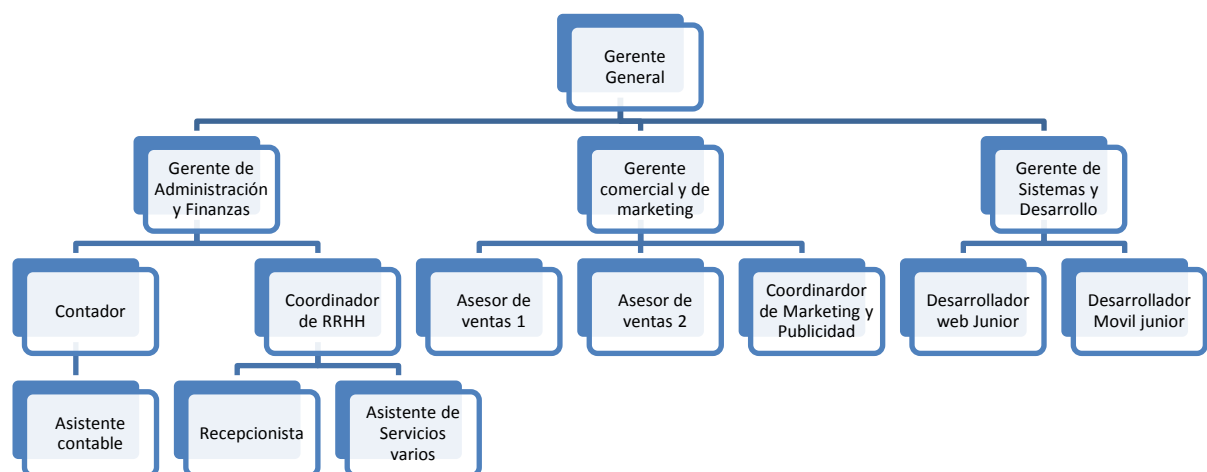 Gerente
General
Gerente de
Administración
y Finanzas
Gerente
comercial y de
marketing
Gerente de
Sistemas y
Desarrollo
Contador
Coordinador
de RRHH
Asesor de
ventas 1
Asesor de
ventas 2
Coordinardor
de Marketing y
Publicidad
Desarrollador
web Junior
Desarrollador
Movil junior
Asistente
contable
Recepcionista
Asistente de
Servicios
varios